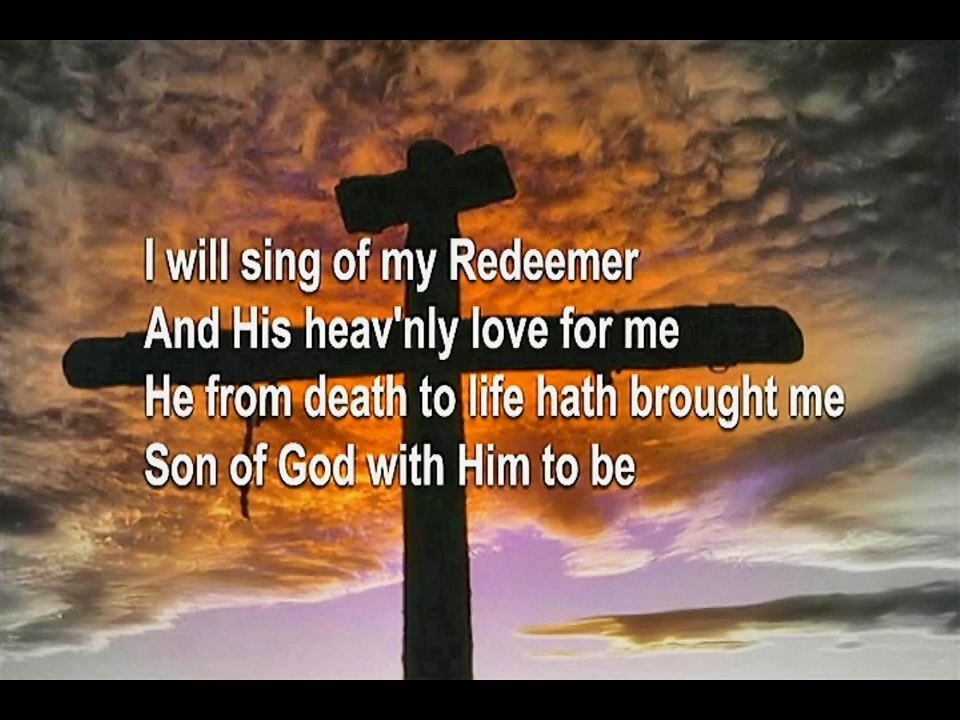 I will sing of my Redeemer
And His heav'nly love for me
He from death to life hath brought me
Son of God with Him to be